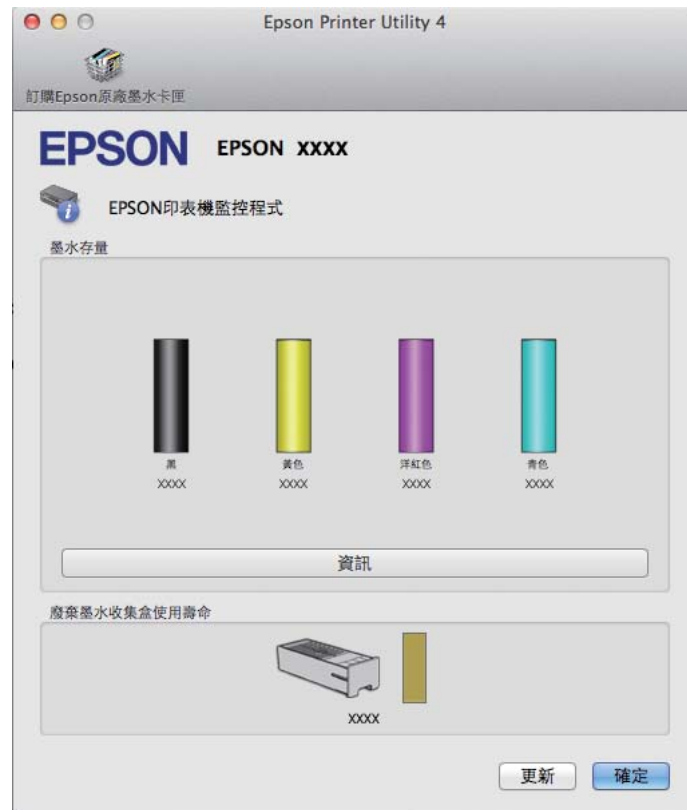 Epson Printer Utility 4
訂購Epson原廠墨水卡匣
EPSON EPSON XXXX
EPSON印表機監控程式
墨水存量
黑 黃色 洋紅色 青色
XXXX XXXX XXXX XXXX
資訊
廢棄墨水收集盒使用壽命
XXXX
更新 確定